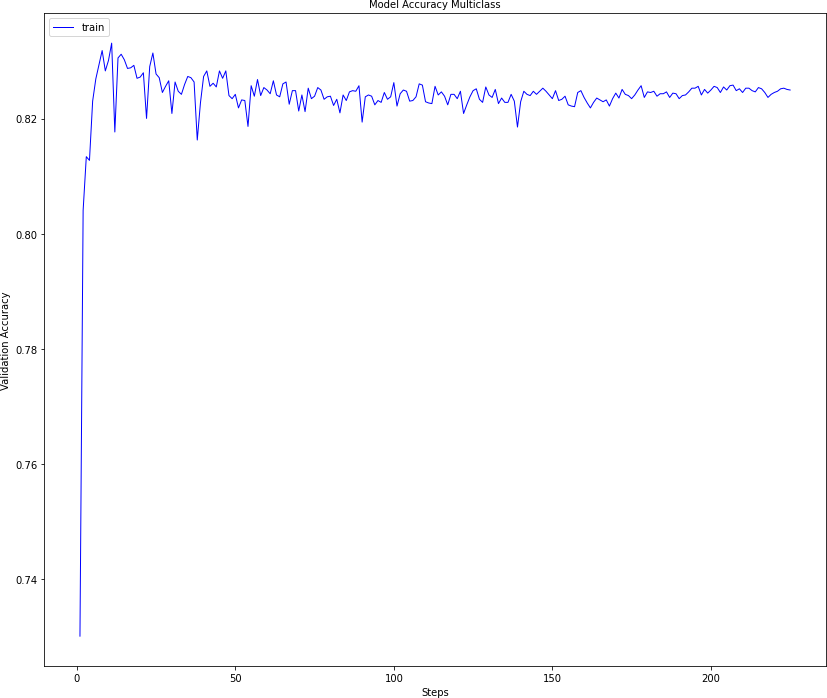 Model Accuracy Multiclass
train
0.82
0.80
0.78
0.76
0.74
Validation Accuracy
0 50 100 150 200
Steps